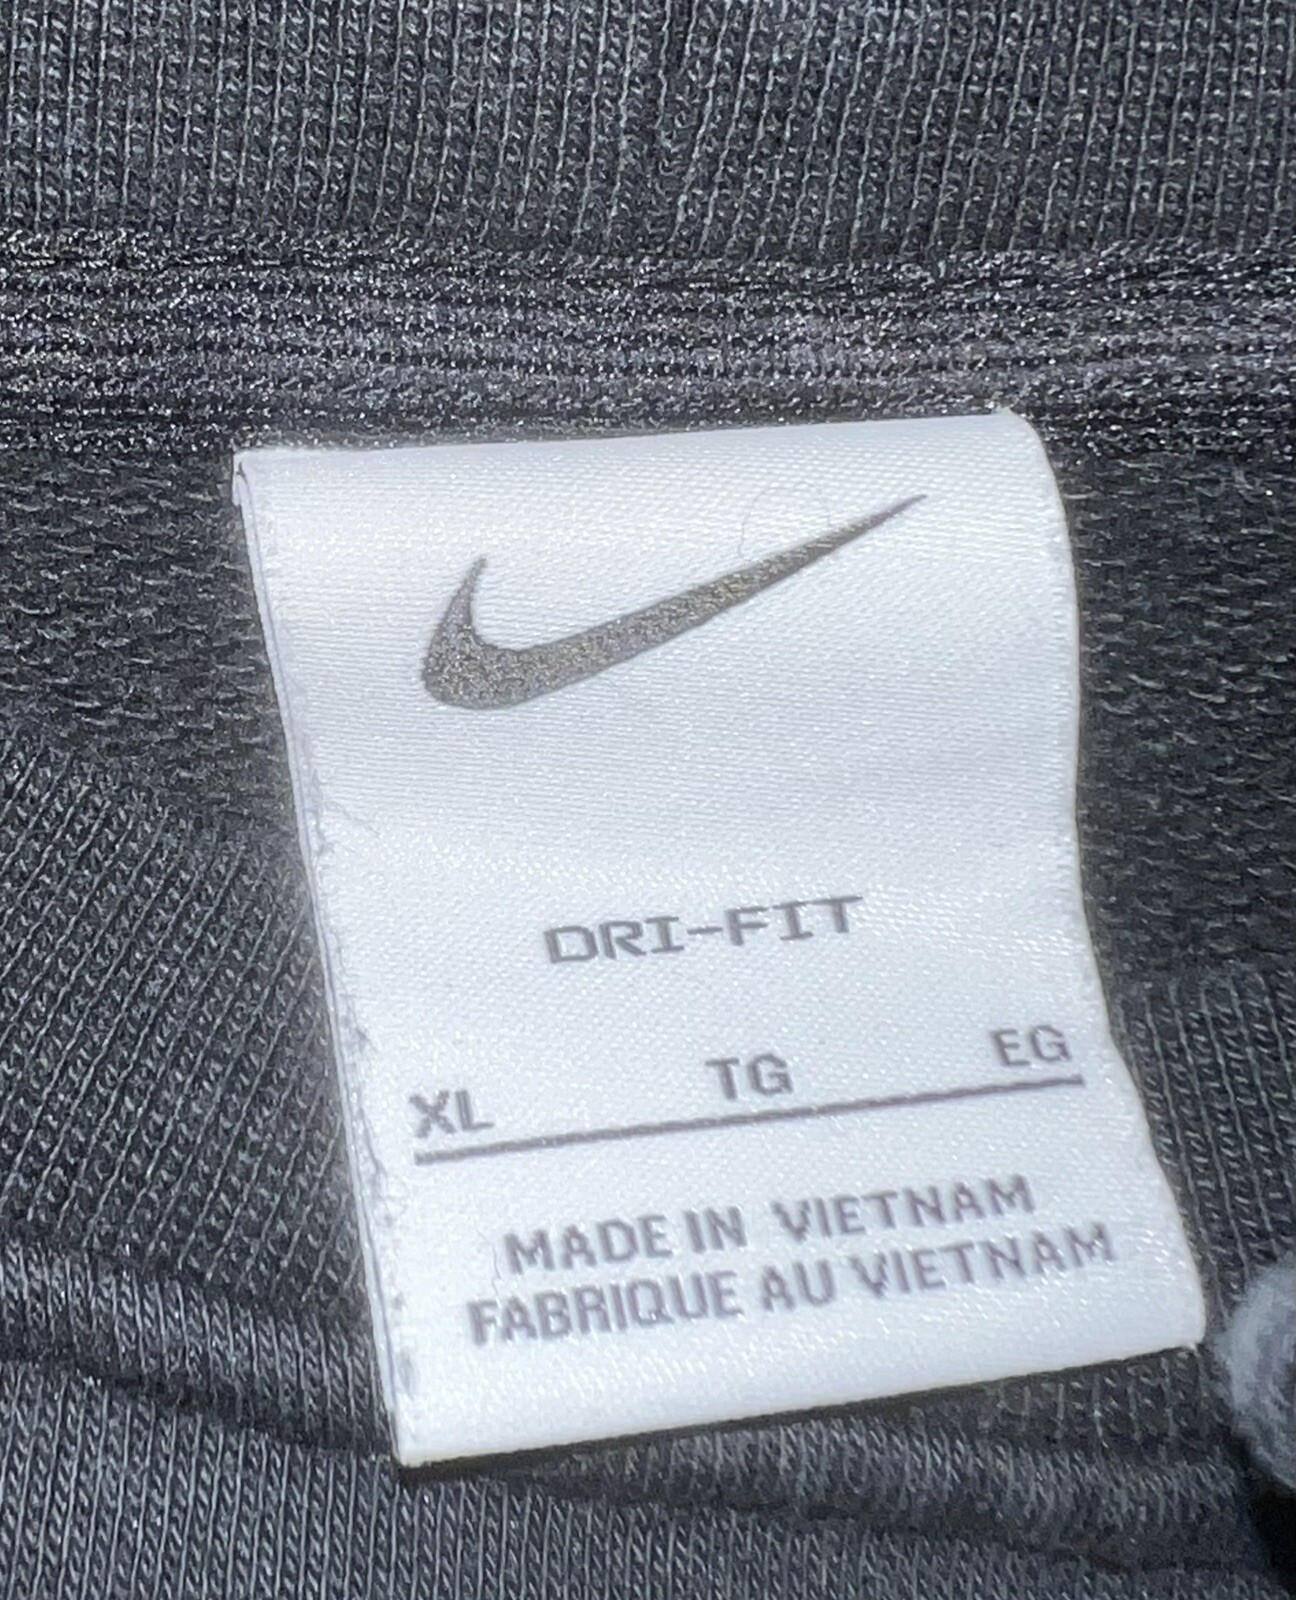 DRI-FIT
XL TG EG
MADE IN VIETNAM
FABRIQUE AU VIETNAM